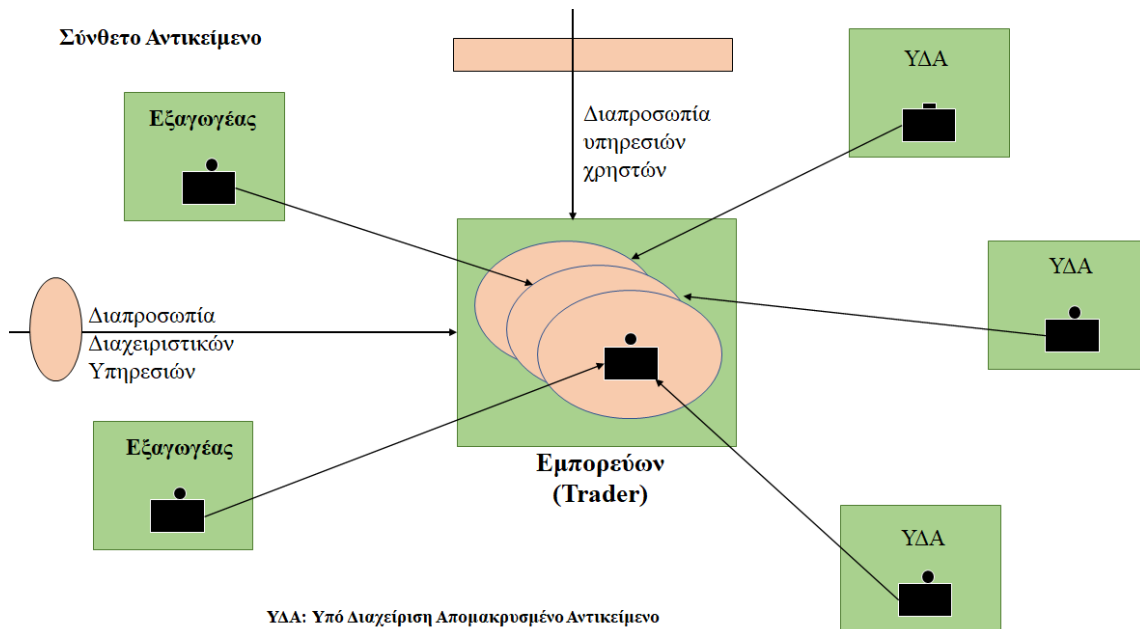 Σύνθετο Αντικείμενο
ΥΔΑ
Εξαγωγέας
Διαπροσωπία
υπηρεσιών
χρηστών
ΥΔΑ
Διαπροσωπία
Διαχειριστικών
Υπηρεσιών
Εξαγωγέας
Εμπορεύων
(Trader)
ΥΔΑ
ΥΔΑ: Υπό Διαχείριση Απομακρυσμένο Αντικείμενο